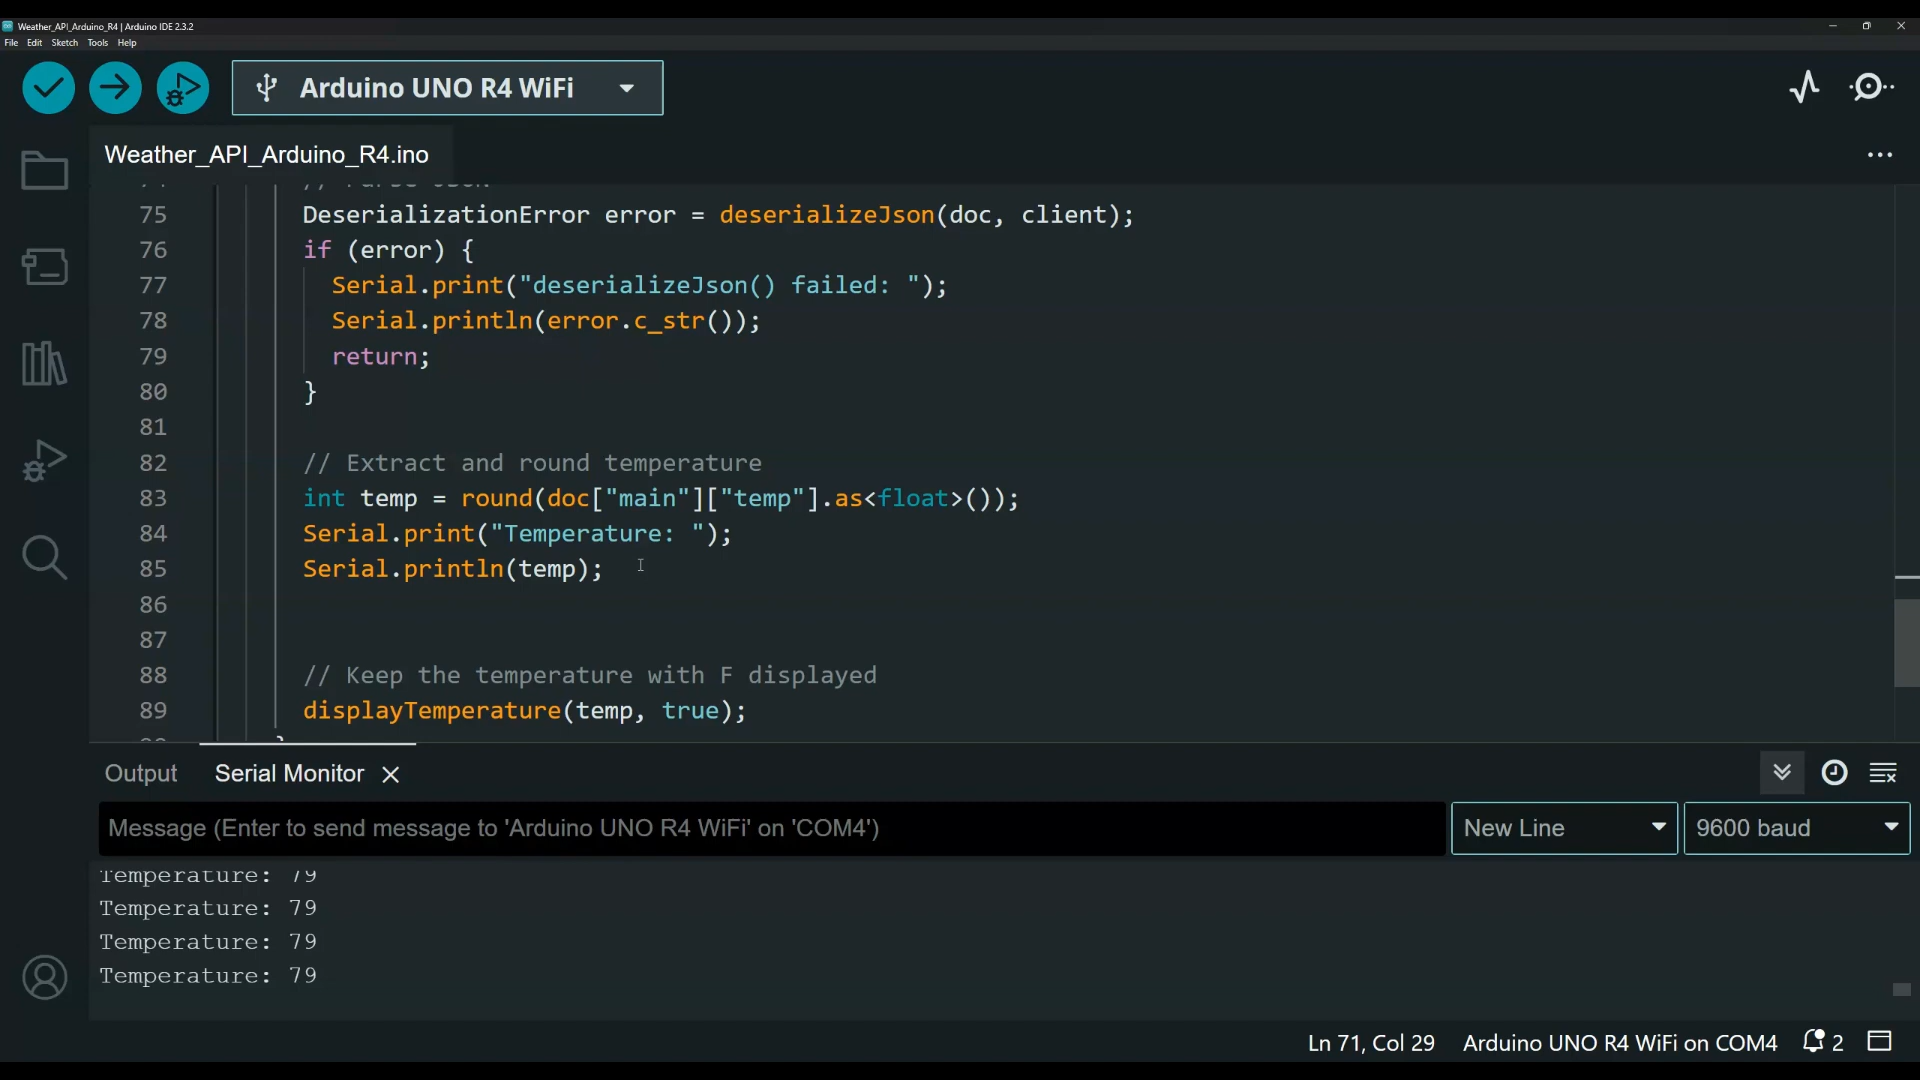 Weather_API_Arduino_R4 | Arduino IDE 2.3.2
File Edit Sketch Tools Help
Arduino UNO R4 WiFi
Weather_API_Arduino_R4.ino
75 DeserializationError error = deserializeJson(doc, client);
76 if (error) {
77 Serial.print("deserializeJson() failed: ");
78 Serial.println(error.c_str());
79 return;
80 }
81
82 // Extract and round temperature
83 int temp = round(doc["main"]["temp"].as<float>());
84 Serial.print("Temperature: ");
85 Serial.println(temp);
86
87
88 // Keep the temperature with F displayed
89 displayTemperature(temp, true);
Output Serial Monitor
Message (Enter to send message to 'Arduino UNO R4 WiFi' on 'COM4') New Line 9600 baud
Temperature: 79
Temperature: 79
Temperature: 79
Temperature: 79
Ln 71, Col 29 Arduino UNO R4 WiFi on COM4 2